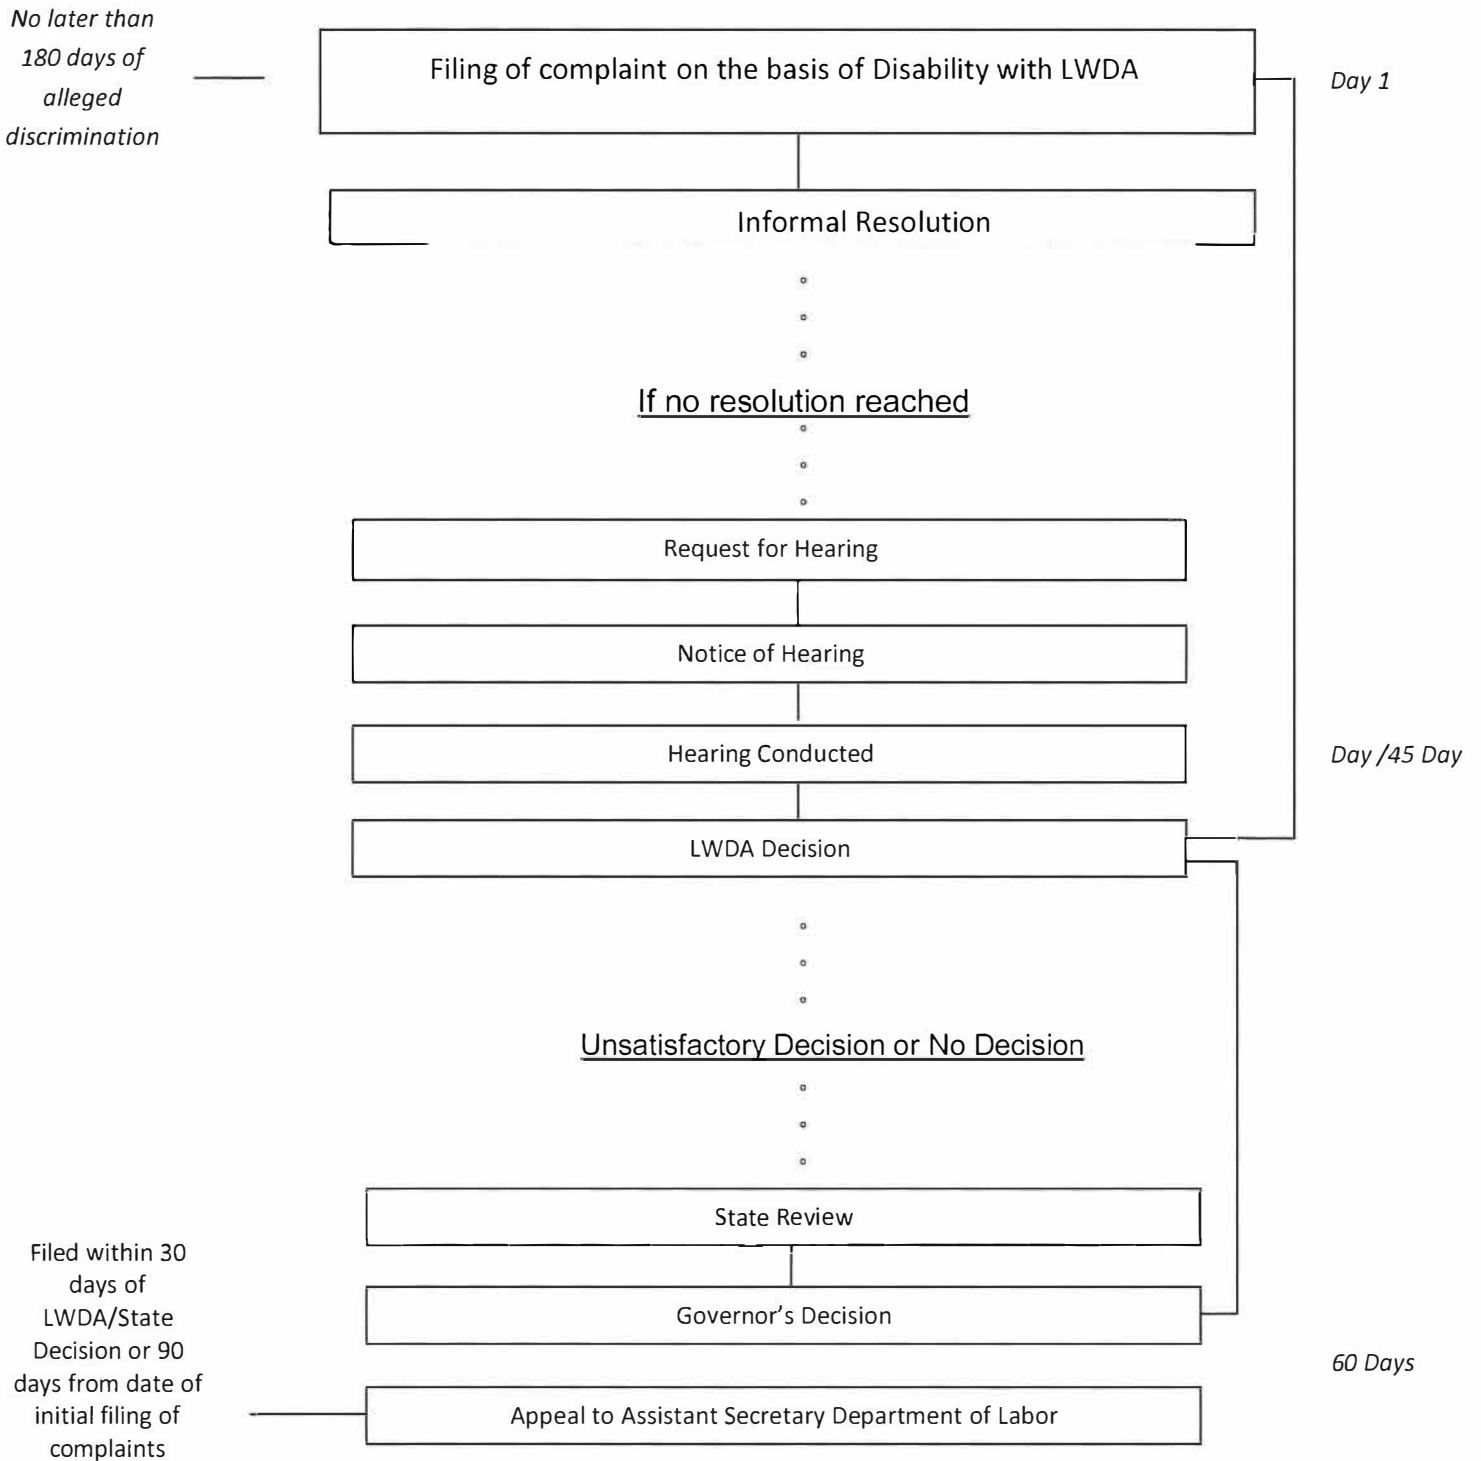 No later than
180 days of
alleged
discrimination
Filing of complaint on the basis of Disability with LWDA
Day 1
Informal Resolution
If no resolution reached
Request for Hearing
Notice of Hearing
Hearing Conducted
Day /45 Day
LWDA Decision
Unsatisfactory Decision or No Decision
State Review
Governor's Decision
60 Days
Filed within 30
days of
LWDA/State
Decision or 90
days from date of
initial filing of
complaints
Appeal to Assistant Secretary Department of Labor